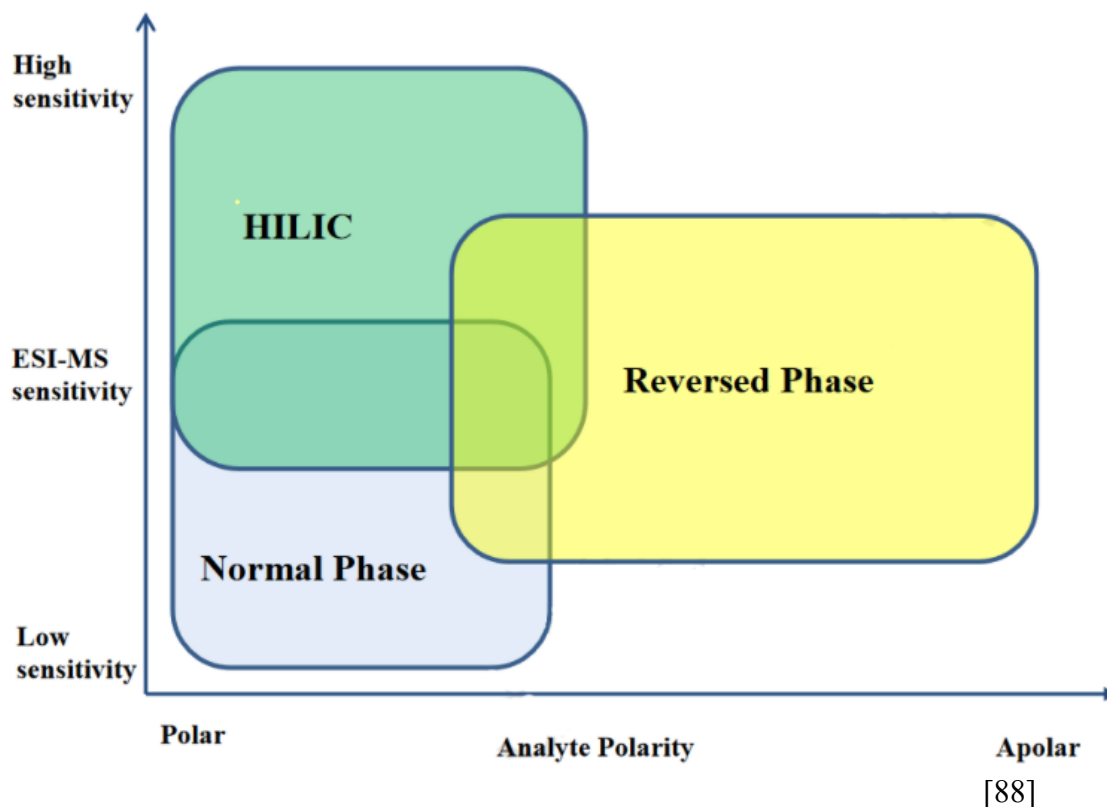 High
sensitivity
HILIC
ESI-MS
sensitivity
Reversed Phase
Normal Phase
Low
sensitivity
Polar
Analyte Polarity
Apolar
[88]